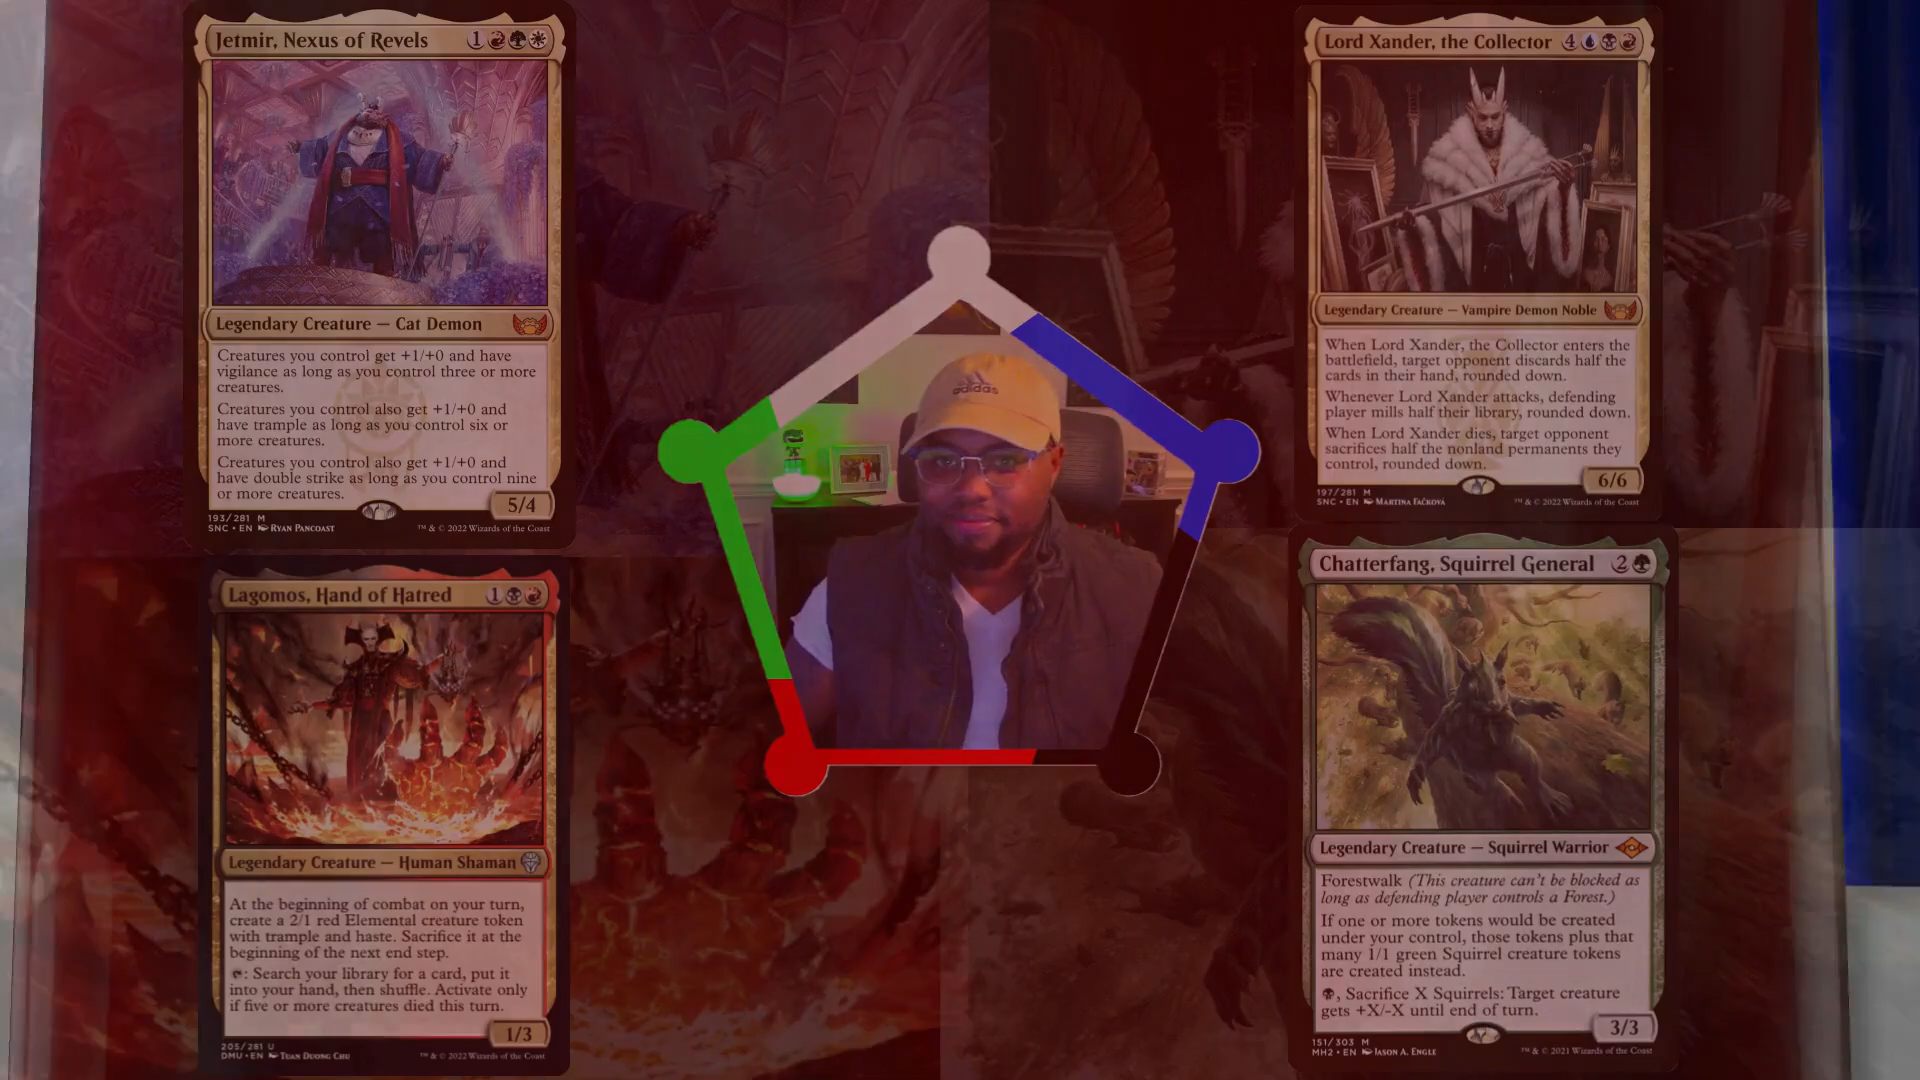 Jetmir, Nexus of Revels 1
Legendary Creature — Cat Demon
Creatures you control get +1/+0 and have
vigilance as long as you control three or more
creatures.
Creatures you control also get +1/+0 and
have trample as long as you control six or
more creatures.
Creatures you control also get +1/+0 and
have double strike as long as you control nine
or more creatures.
5/4
193/281 M
SNC • EN RYAN PANCOAST
™ & © 2022 Wizards of the Coast
Lord Xander, the Collector 4
Legendary Creature — Vampire Demon Noble
When Lord Xander, the Collector enters the
battlefield, target opponent discards half the
cards in their hand, rounded down.
Whenever Lord Xander attacks, defending
player mills half their library, rounded down.
When Lord Xander dies, target opponent
sacrifices half the nonland permanents they
control, rounded down.
6/6
197/281 M
SNC • EN MARTINA FAČKOVÁ
™ & © 2022 Wizards of the Coast
adidas
Lagomos, Hand of Hatred 1
Legendary Creature — Human Shaman
At the beginning of combat on your turn,
create a 2/1 red Elemental creature token
with trample and haste. Sacrifice it at the
beginning of the next end step.
: Search your library for a card, put it
into your hand, then shuffle. Activate only
if five or more creatures died this turn.
1/3
205/281 U
DMU • EN TUAN DUONG CHU
™ & © 2022 Wizards of the Coast
Chatterfang, Squirrel General 2
Legendary Creature — Squirrel Warrior
Forestwalk (This creature can't be blocked as
long as defending player controls a Forest.)
If one or more tokens would be created
under your control, those tokens plus that
many 1/1 green Squirrel creature tokens
are created instead.
, Sacrifice X Squirrels: Target creature
gets +X/-X until end of turn.
3/3
151/303 M
MH2 • EN JASON A. ENGLE
™ & © 2021 Wizards of the Coast